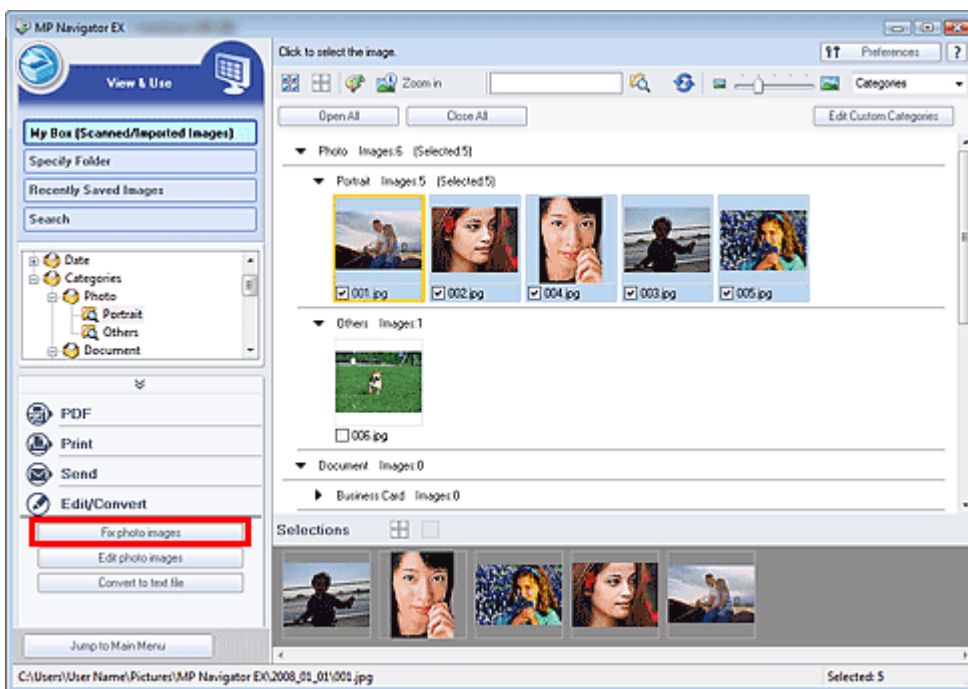 MP Navigator EX
View & Use
My Box (Scanned/Imported Images)
Specify Folder
Recently Saved Images
Search
Date
Categories
Photo
Portrait
Others
Document
PDF
Print
Send
Edit/Convert
Fix photo images
Edit photo images
Convert to text file
Jump to Main Menu
Click to select the image.
Preferences
?
Zoom in
Categories
Open All
Close All
Edit Custom Categories
Photo Images:6 (Selected:5)
Portrait Images:5 (Selected:5)
001.jpg
002.jpg
004.jpg
003.jpg
005.jpg
Others Images:1
006.jpg
Document Images:0
Business Card Images:0
Selections
C:\Users\User Name\Pictures\MP Navigator EX\2008_01_01\001.jpg
Selected: 5